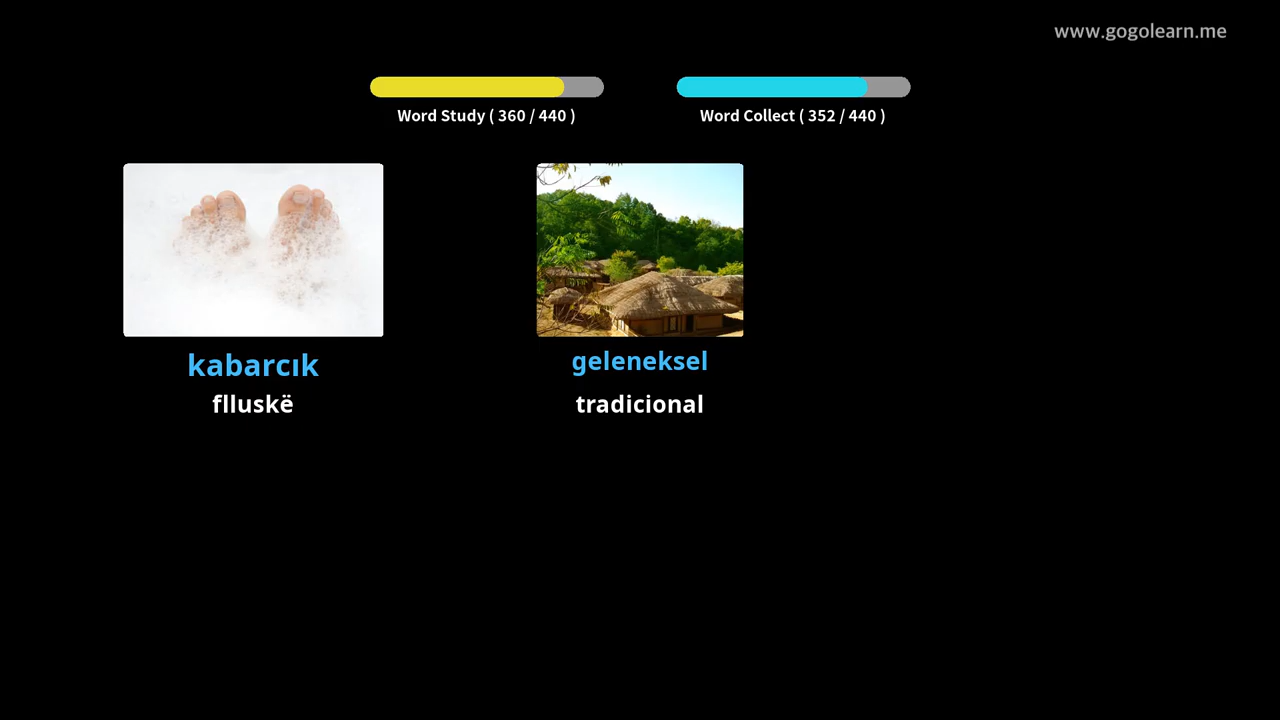 www.gogolearn.me
Word Study ( 360 / 440 )
Word Collect ( 352 / 440 )
kabarcık
flluskë
geleneksel
tradicional